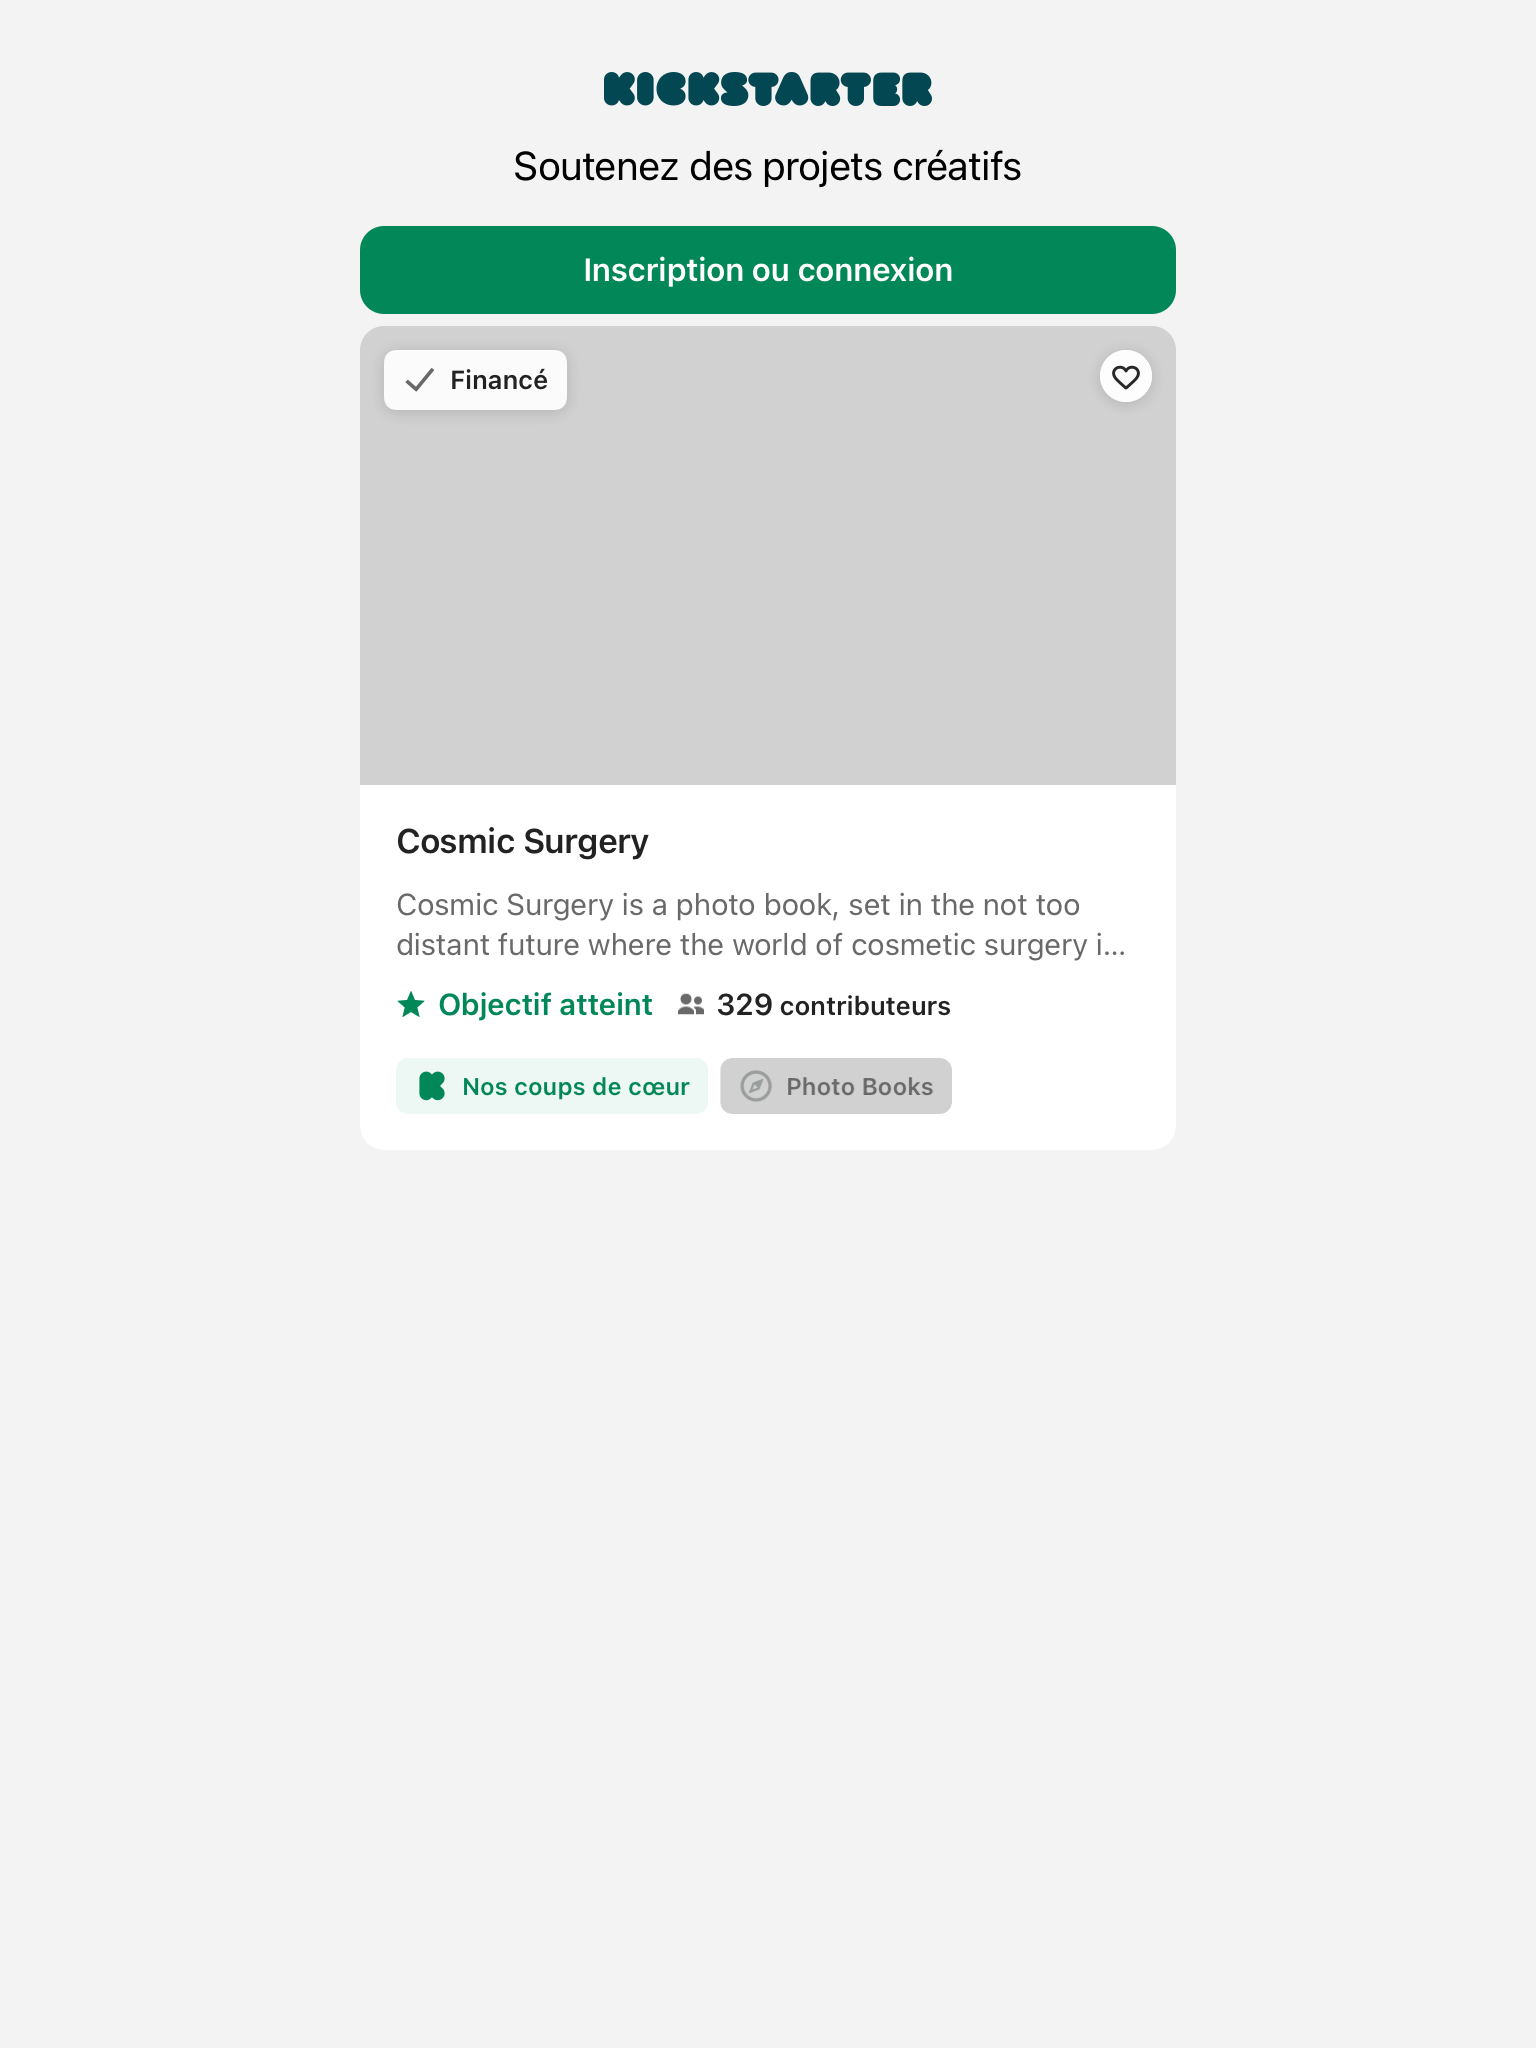 KICKSTARTER
Soutenez des projets créatifs
Inscription ou connexion
Financé
Cosmic Surgery
Cosmic Surgery is a photo book, set in the not too
distant future where the world of cosmetic surgery i...
Objectif atteint 329 contributeurs
Nos coups de cœur Photo Books